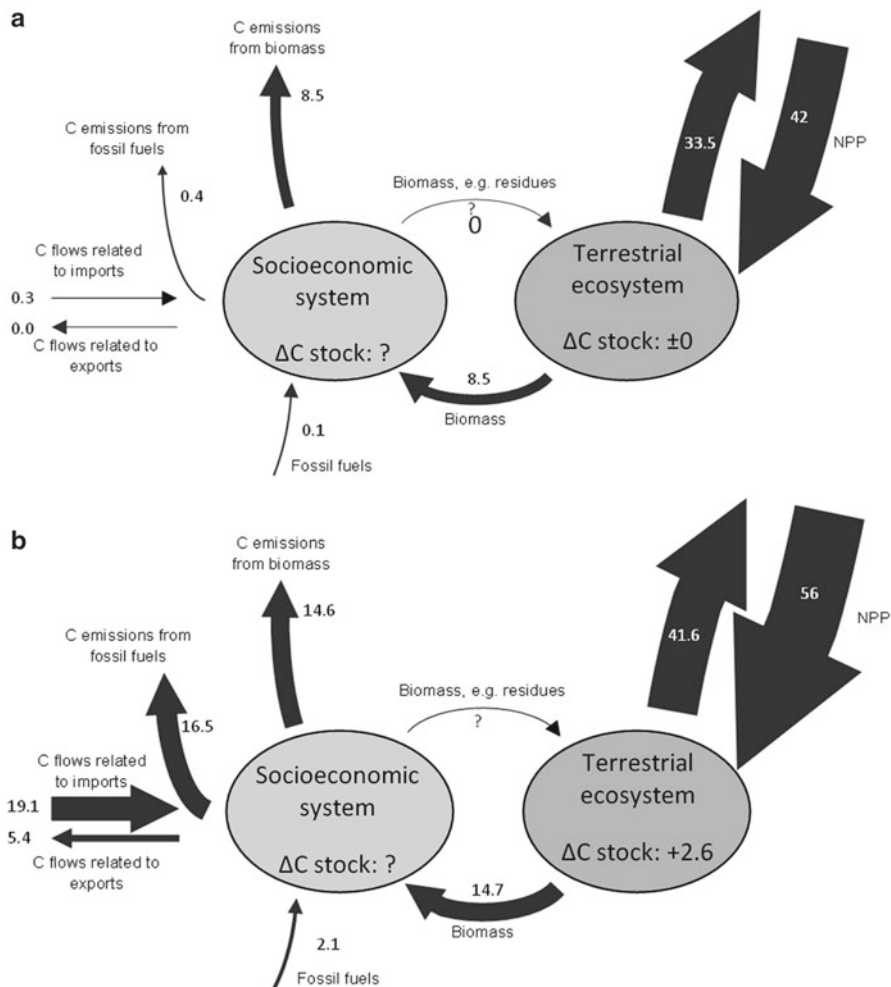 a
C emissions
from biomass
8.5
C emissions from
fossil fuels
0.4
C flows related
to imports
0.3
0.0
C flows related to
exports
Socioeconomic
system
ΔC stock: ?
0.1
Fossil fuels
Biomass, e.g. residues
?
0
8.5
Biomass
Terrestrial
ecosystem
ΔC stock: ±0
33.5
42
NPP
b
C emissions
from biomass
14.6
C emissions from
fossil fuels
16.5
C flows related
to imports
19.1
5.4
C flows related to
exports
Socioeconomic
system
ΔC stock: ?
2.1
Fossil fuels
Biomass, e.g. residues
?
14.7
Biomass
Terrestrial
ecosystem
ΔC stock: +2.6
41.6
56
NPP